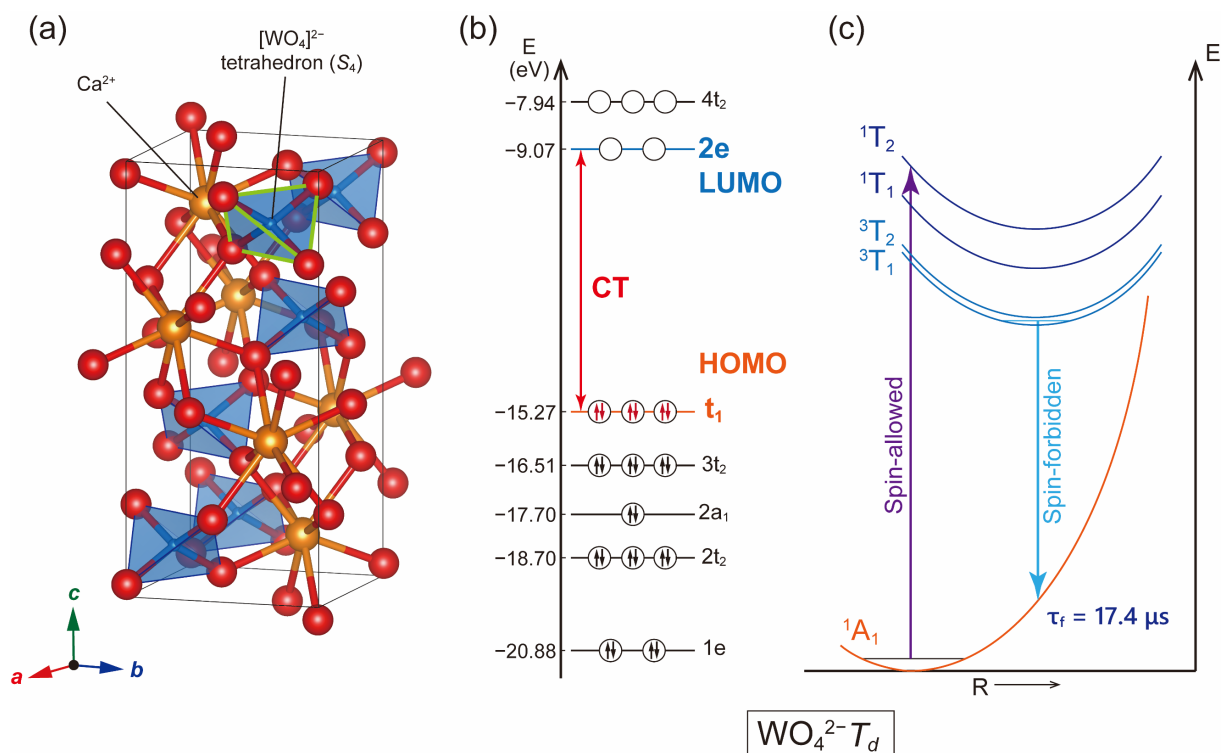 (a)
[WO₄]²⁻
tetrahedron (S₄)
Ca²⁺
c
a
b
(b)
E
(eV)
−7.94
4t₂
−9.07
2e
LUMO
CT
HOMO
−15.27
t₁
−16.51
3t₂
−17.70
2a₁
−18.70
2t₂
−20.88
1e
(c)
E
¹T₂
¹T₁
³T₂
³T₁
Spin-allowed
Spin-forbidden
τf = 17.4 µs
¹A₁
R
WO₄²⁻ Td